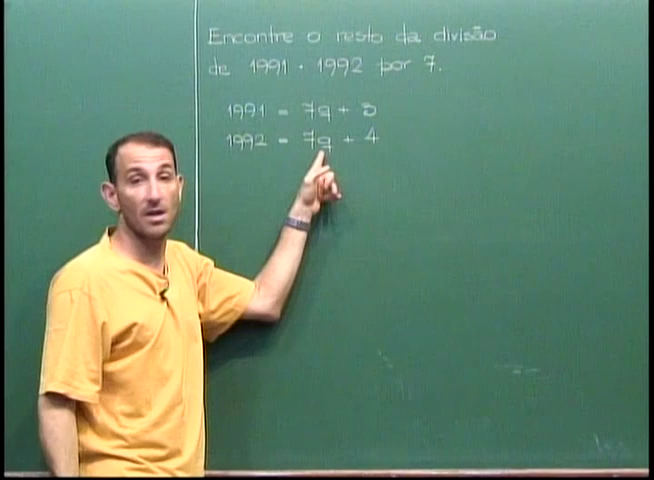 Encontre o resto da divisão
de 1991 . 1992 por 7.
1991 = 7q + 3
1992 = 7q + 4